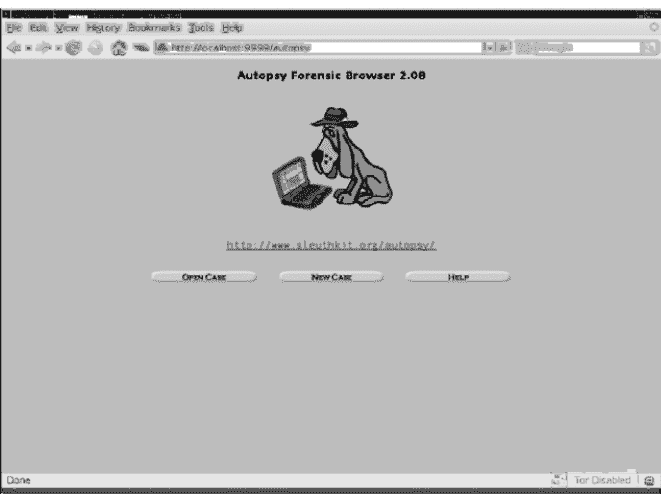 File Edit View History Bookmarks Tools Help
http://localhost:9999/autopsy
Autopsy Forensic Browser 2.08
http://www.sleuthkit.org/autopsy/
OPEN CASE NEW CASE HELP
Done Tor Disabled